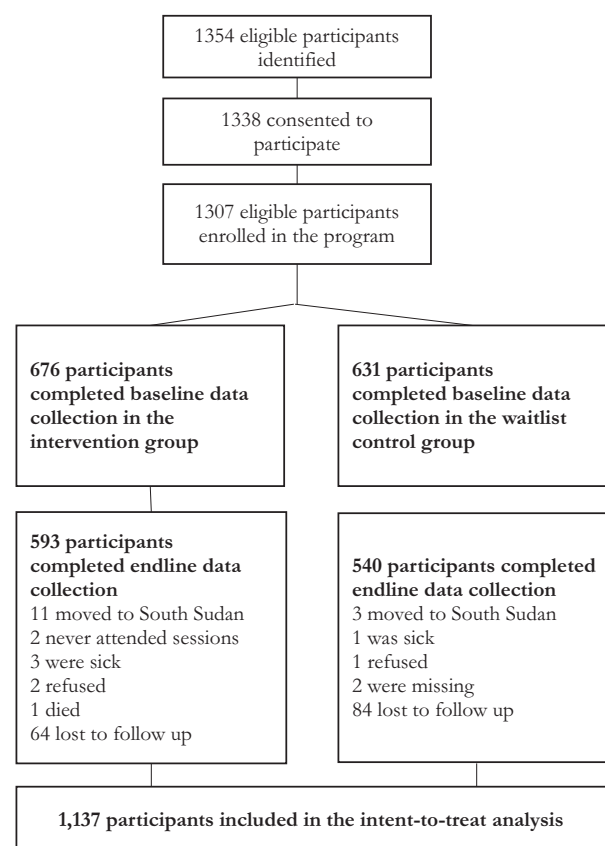 1354 eligible participants
identified
1338 consented to
participate
1307 eligible participants
enrolled in the program
676 participants
completed baseline data
collection in the
intervention group
631 participants
completed baseline data
collection in the waitlist
control group
593 participants
completed endline data
collection
11 moved to South Sudan
2 never attended sessions
3 were sick
2 refused
1 died
64 lost to follow up
540 participants completed
endline data collection
3 moved to South Sudan
1 was sick
1 refused
2 were missing
84 lost to follow up
1,137 participants included in the intent-to-treat analysis